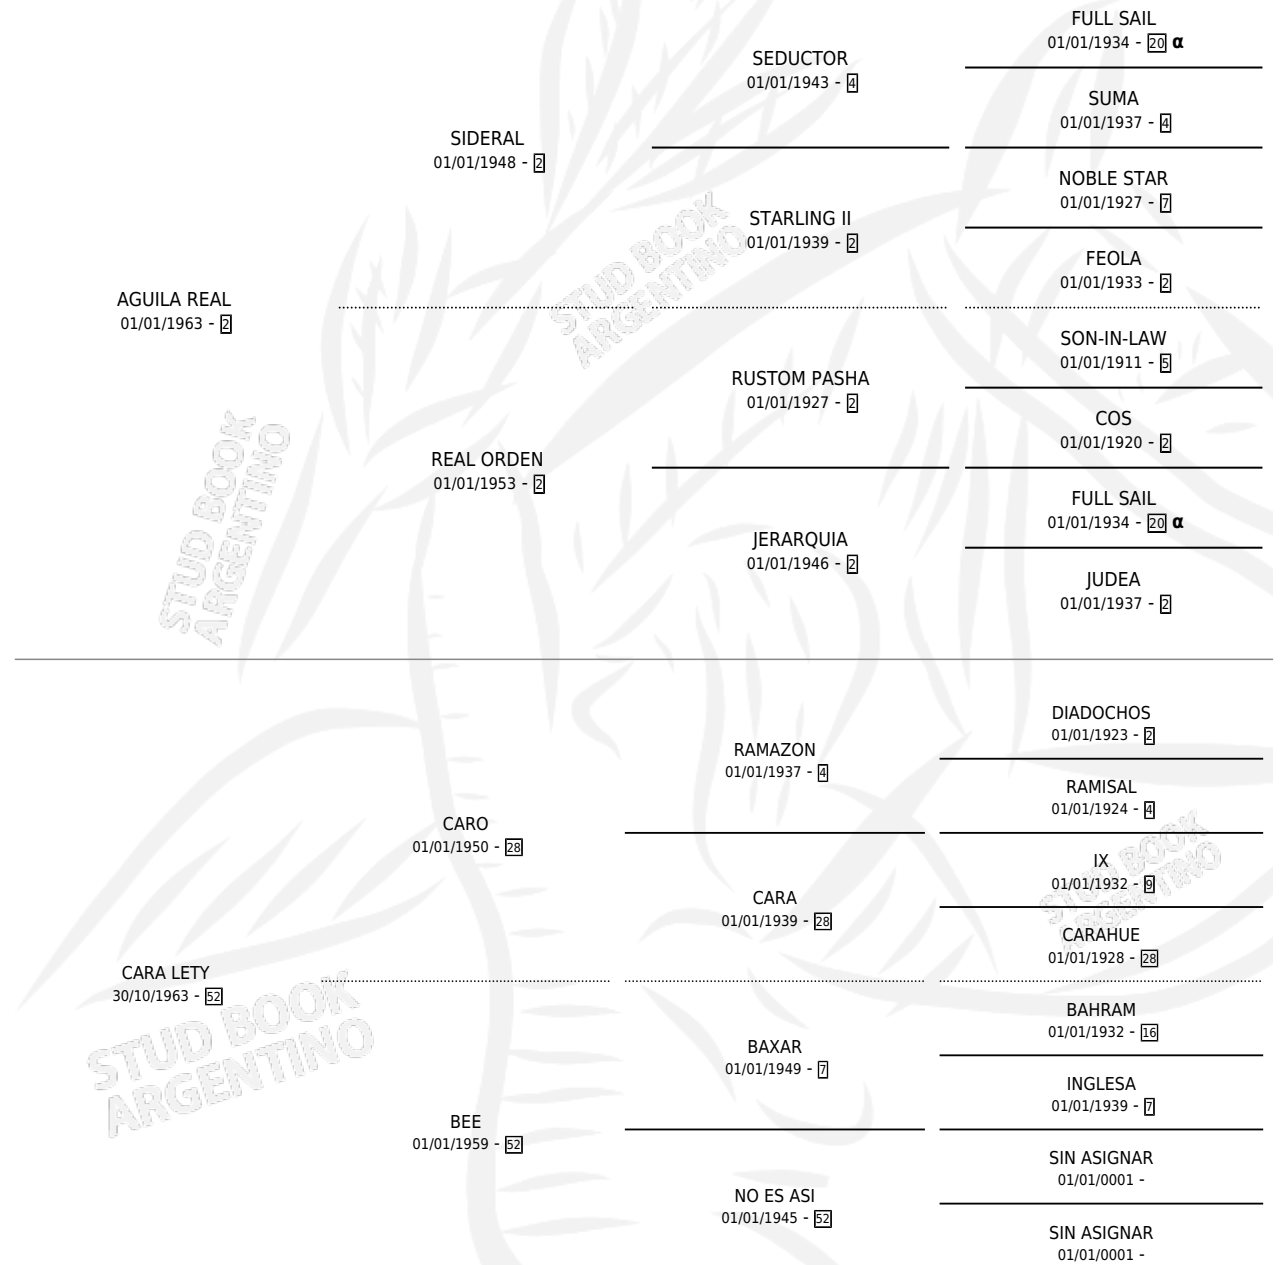 FULL SAIL
01/01/1934 - 20 α
SEDUCTOR
01/01/1943 - 4
SUMA
01/01/1937 - 4
SIDERAL
01/01/1948 - 2
NOBLE STAR
01/01/1927 - 7
STARLING II
01/01/1939 - 2
FEOLA
01/01/1933 - 2
AGUILA REAL
01/01/1963 - 2
SON-IN-LAW
01/01/1911 - 5
RUSTOM PASHA
01/01/1927 - 2
COS
01/01/1920 - 2
REAL ORDEN
01/01/1953 - 2
FULL SAIL
01/01/1934 - 20 α
JERARQUIA
01/01/1946 - 2
JUDEA
01/01/1937 - 2
DIADOCHOS
01/01/1923 - 2
RAMAZON
01/01/1937 - 4
RAMISAL
01/01/1924 - 4
CARO
01/01/1950 - 28
IX
01/01/1932 - 9
CARA
01/01/1939 - 28
CARAHUE
01/01/1928 - 28
CARA LETY
30/10/1963 - 52
BAHRAM
01/01/1932 - 16
BAXAR
01/01/1949 - 7
INGLESA
01/01/1939 - 7
BEE
01/01/1959 - 52
SIN ASIGNAR
01/01/0001 -
NO ES ASI
01/01/1945 - 52
SIN ASIGNAR
01/01/0001 -
STUD BOOK
ARGENTINO
STUD BOOK
ARGENTINO
STUD BOOK
ARGENTINO
STUD BOOK
ARGENTINO